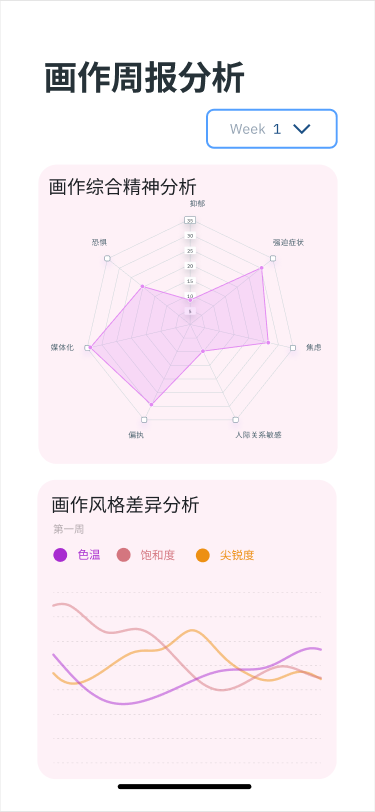 画作周报分析
Week 1
画作综合精神分析
抑郁
35
30
25
20
15
10
5
恐惧
强迫症状
媒体化
焦虑
偏执
人际关系敏感
画作风格差异分析
第一周
色温 饱和度 尖锐度